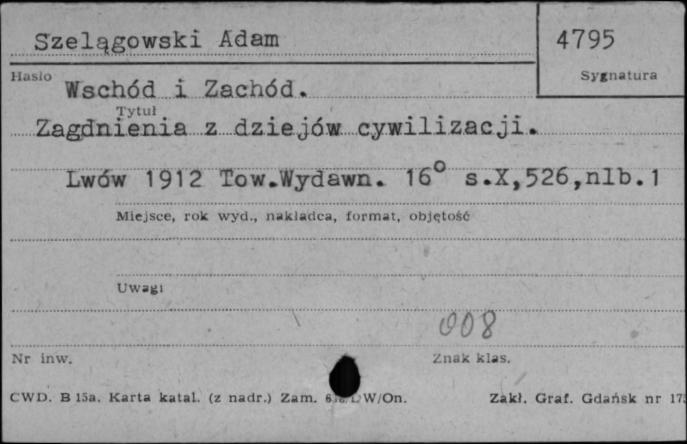 Szelągowski Adam
4795
Hasło
Sygnatura
Wschód i Zachód.
Tytuł
Zagdnienia z dziejów cywilizacji.
Lwów 1912 Tow.Wydawn. 16° s.X,526,nlb.1
Miejsce, rok wyd., nakładca, format, objętość
Uwagi
008
Nr inw.
Znak klas.
CWD. B 15a. Karta katal. (z nadr.) Zam. W/On.
Zakł. Graf. Gdańsk nr